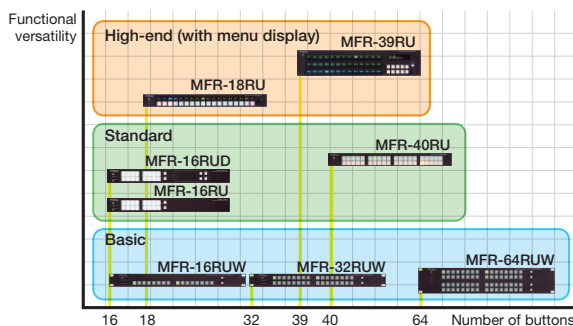 Functional
versatility
High-end (with menu display)
MFR-39RU
MFR-18RU
Standard
MFR-40RU
MFR-16RUD
MFR-16RU
Basic
MFR-16RUW
MFR-32RUW
MFR-64RUW
16 18 32 39 40 64 Number of buttons